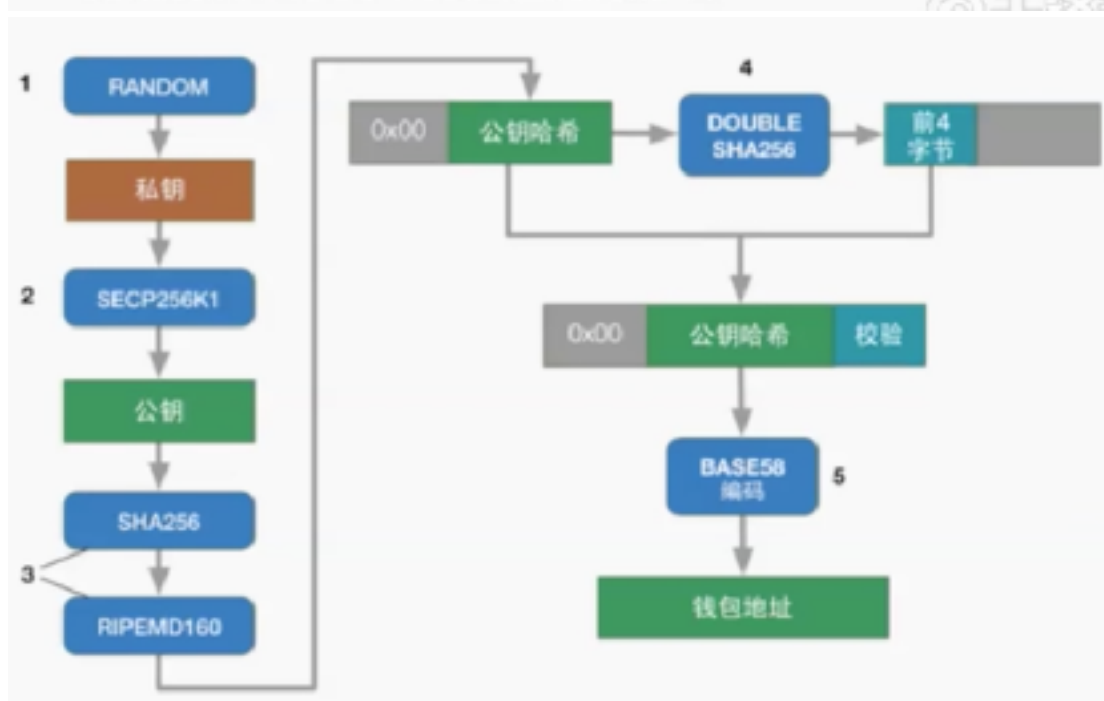 1
RANDOM
私钥
2
SECP256K1
公钥
SHA256
3
RIPEMD160
0x00
公钥哈希
4
DOUBLE
SHA256
前4
字节
0x00
公钥哈希
校验
BASE58
编码
5
钱包地址